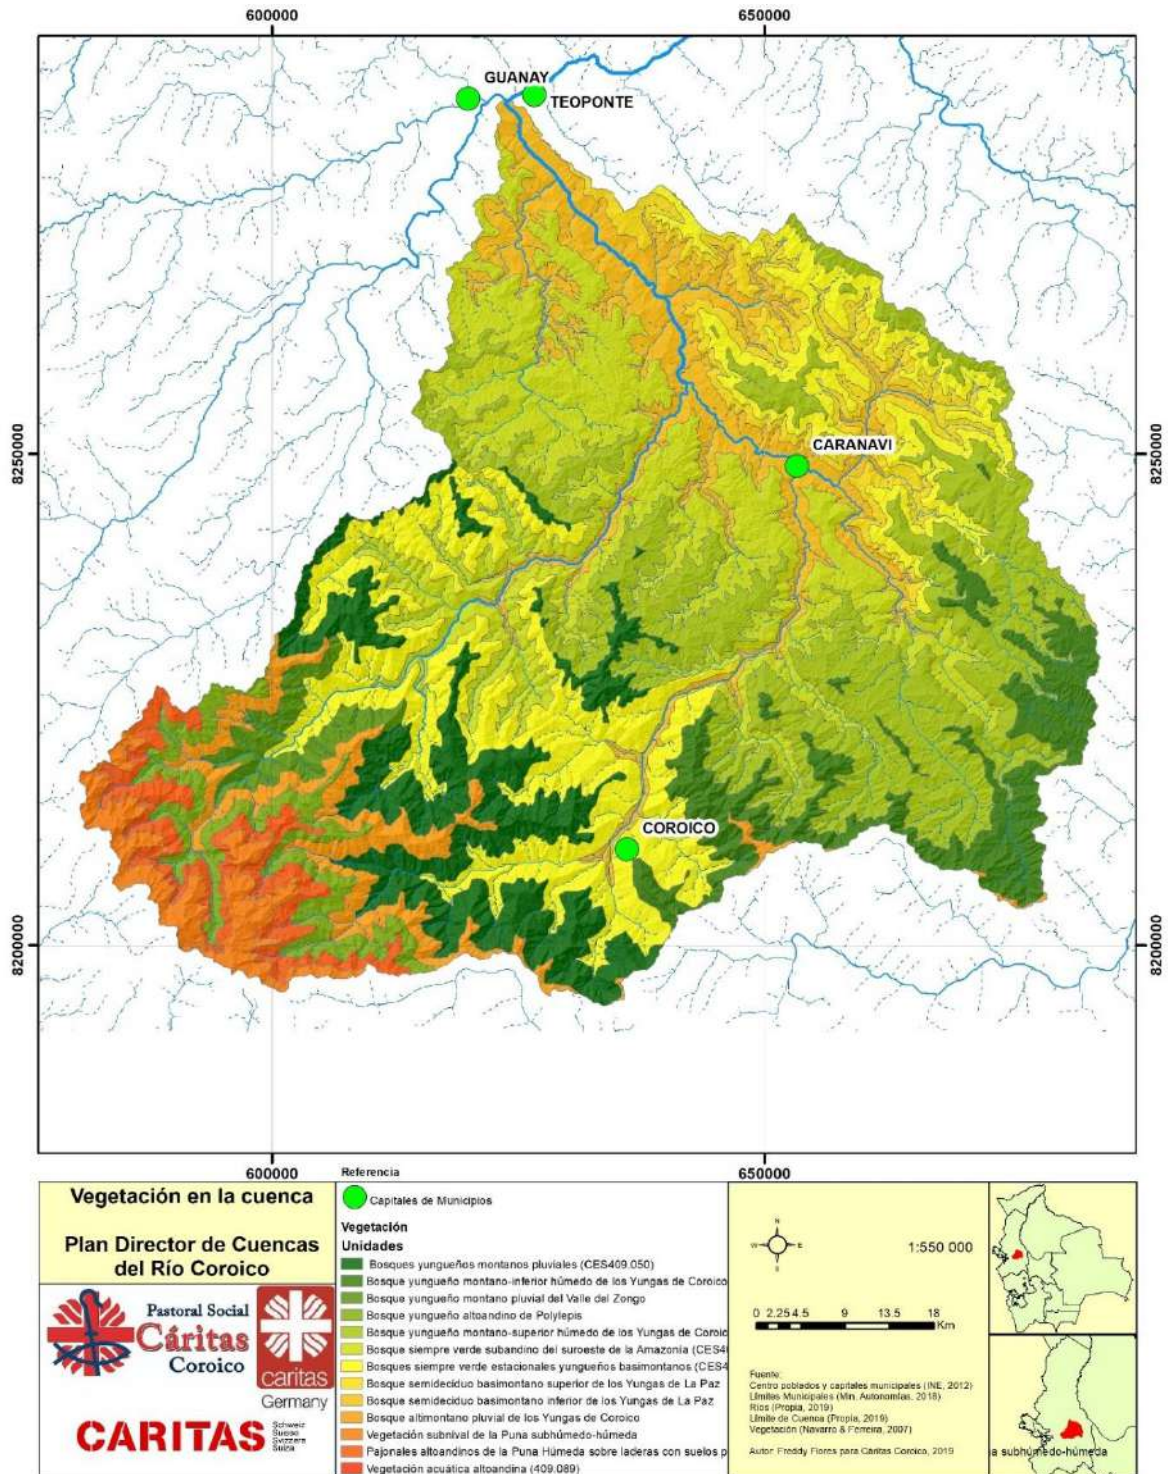 600000
650000
GUANAY
TEOPONTE
8250000
8250000
CARANAVI
COROICO
8200000
8200000
600000
650000
Vegetación en la cuenca
Plan Director de Cuencas
del Río Coroico
Pastoral Social
Cáritas
Coroico
caritas
Germany
CARITAS
Schweiz
Suisse
Svizzera
Svizra
Referencia
Capitales de Municipios
Vegetación
Unidades
Bosques yungueños montanos pluviales (CES409.050)
Bosque yungueño montano-inferior húmedo de los Yungas de Coroico
Bosque yungueño montano pluvial del Valle del Zongo
Bosque yungueño altoandino de Polylepis
Bosque yungueño montano-superior húmedo de los Yungas de Coroic
Bosque siempre verde subandino del suroeste de la Amazonía (CES4
Bosques siempre verde estacionales yungueños basimontanos (CES4
Bosque semideciduo basimontano superior de los Yungas de La Paz
Bosque semideciduo basimontano inferior de los Yungas de La Paz
Bosque altimontano pluvial de los Yungas de Coroico
Vegetación subnival de la Puna subhúmedo-húmeda
Pajonales altoandinos de la Puna Húmeda sobre laderas con suelos p
Vegetación acuática altoandina (409.089)
N
W
E
S
1:550 000
0 2.25 4.5 9 13.5 18
Km
Fuente:
Centro poblados y capitales municipales (INE, 2012)
Límites Municipales (Min. Autonomías, 2018)
Ríos (Propia, 2019)
Límite de Cuenca (Propia, 2019)
Vegetación (Navarro & Ferreira, 2007)
Autor: Freddy Flores para Cáritas Coroico, 2019
a subhúmedo-húmeda